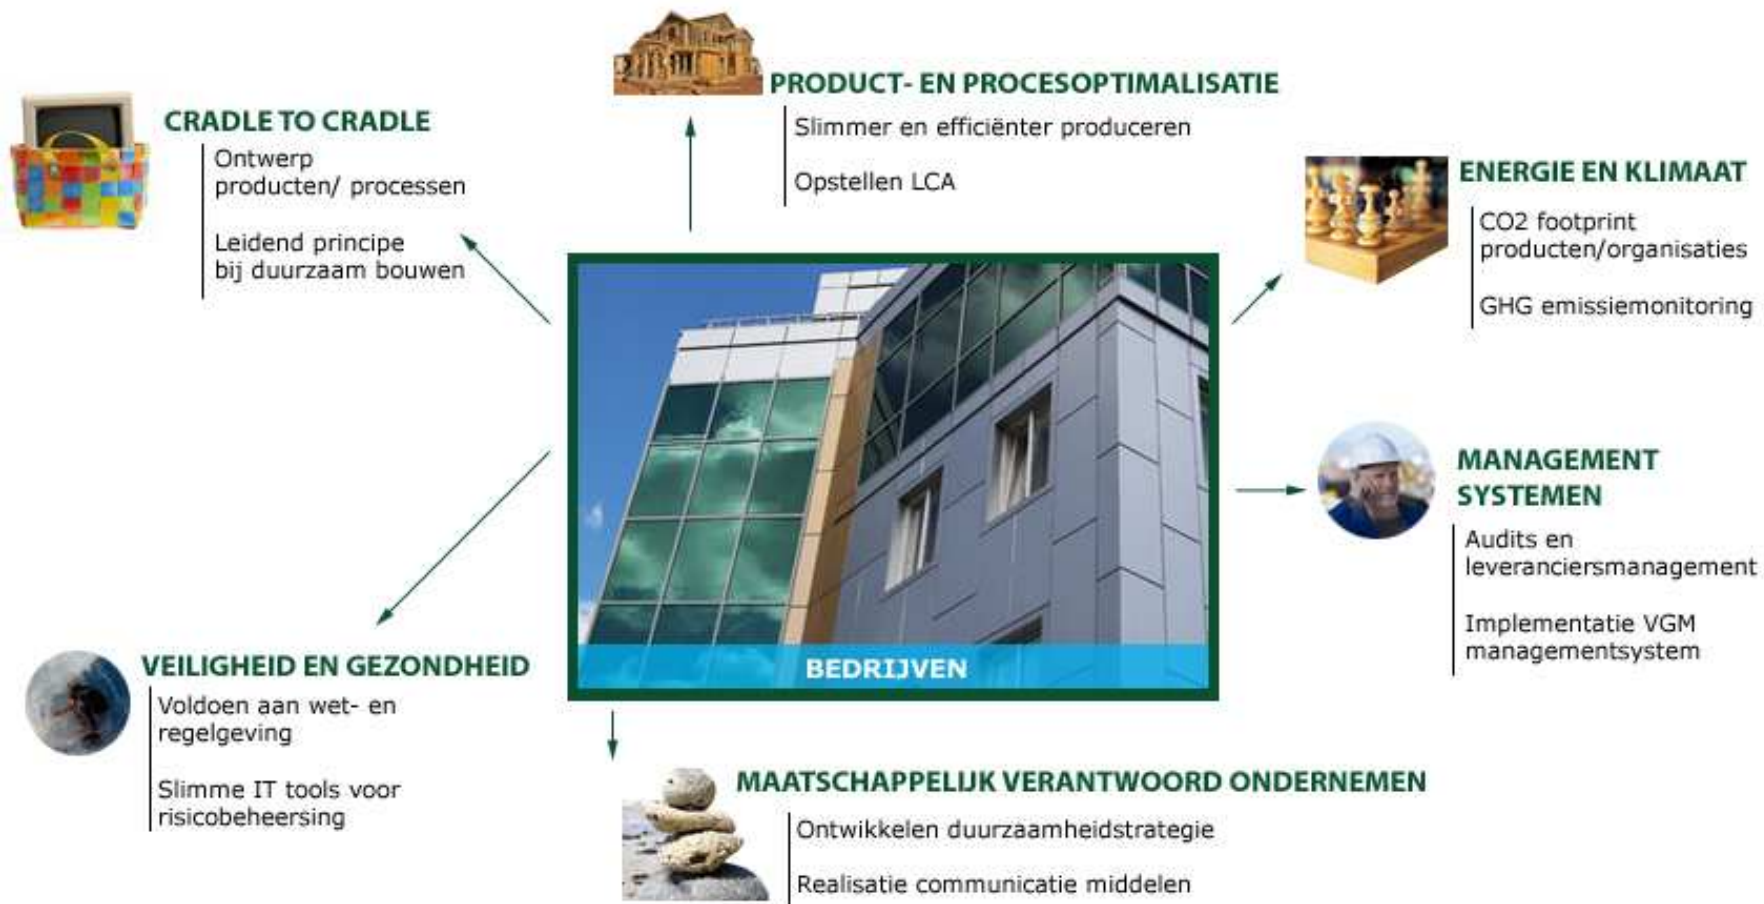 PRODUCT- EN PROCESOPTIMALISATIE
Slimmer en efficiënter produceren
Opstellen LCA
CRADLE TO CRADLE
Ontwerp
producten/ processen
Leidend principe
bij duurzaam bouwen
ENERGIE EN KLIMAAT
CO2 footprint
producten/organisaties
GHG emissiemonitoring
MANAGEMENT
SYSTEMEN
Audits en
leveranciersmanagement
Implementatie VGM
managementsystem
BEDRIJVEN
VEILIGHEID EN GEZONDHEID
Voldoen aan wet- en
regelgeving
Slimme IT tools voor
risicobeheersing
MAATSCHAPPELIJK VERANTWOORD ONDERNEMEN
Ontwikkelen duurzaamheidstrategie
Realisatie communicatie middelen